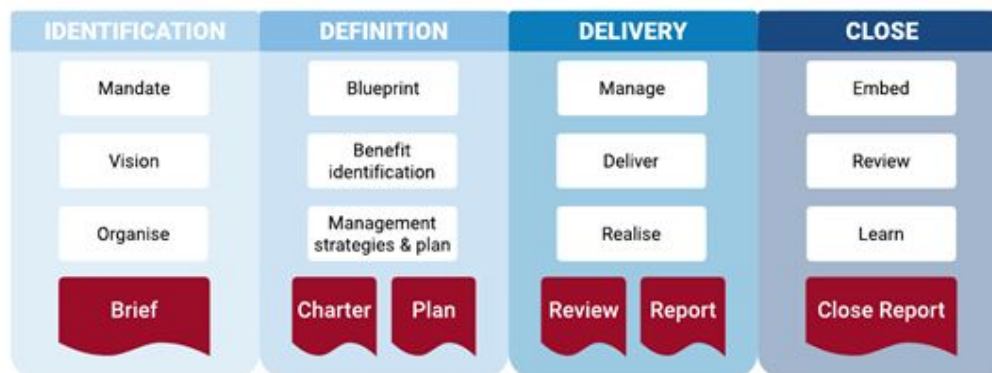 IDENTIFICATION
Mandate
Vision
Organise
Brief
DEFINITION
Blueprint
Benefit
identification
Management
strategies & plan
Charter
Plan
DELIVERY
Manage
Deliver
Realise
Review
Report
CLOSE
Embed
Review
Learn
Close Report